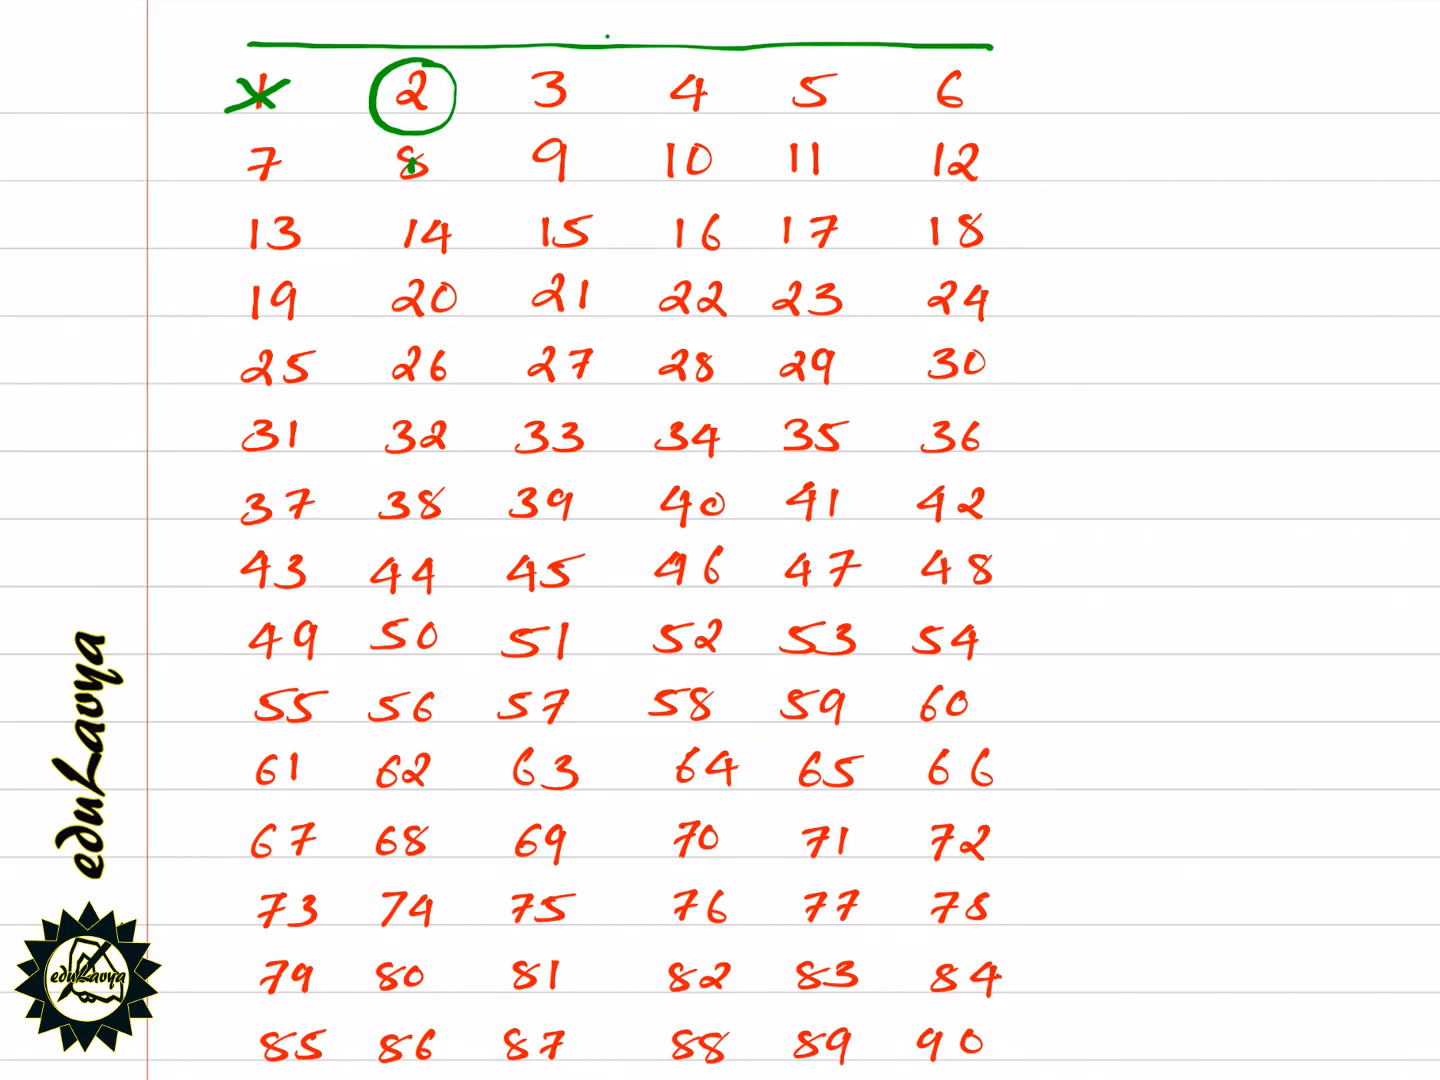 1 2 3 4 5 6
7 8 9 10 11 12
13 14 15 16 17 18
19 20 21 22 23 24
25 26 27 28 29 30
31 32 33 34 35 36
37 38 39 40 41 42
43 44 45 46 47 48
49 50 51 52 53 54
55 56 57 58 59 60
61 62 63 64 65 66
67 68 69 70 71 72
73 74 75 76 77 78
79 80 81 82 83 84
85 86 87 88 89 90
eduLavya
eduLavya